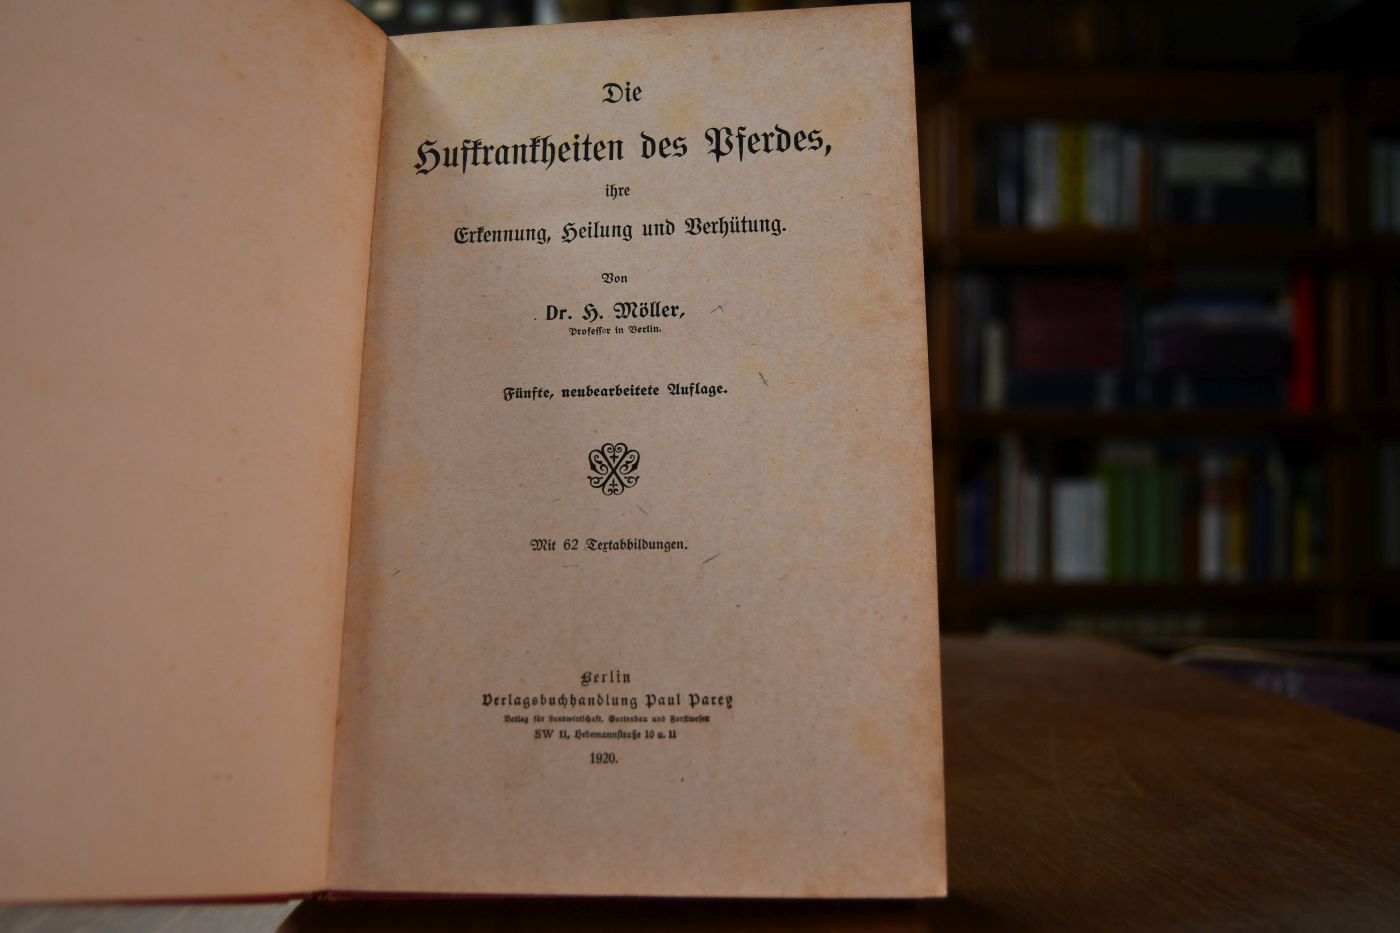 Die
Hufkrankheiten des Pferdes,
ihre
Erkennung, Heilung und Verhütung.
Von
Dr. H. Möller,
Professor in Berlin.
Fünfte, neubearbeitete Auflage.
Mit 62 Textabbildungen.
Berlin
Verlagsbuchhandlung Paul Parey
Verlag für Landwirtschaft, Gartenbau und Forstwesen
SW 11, Hedemannstraße 10 u. 11
1920.